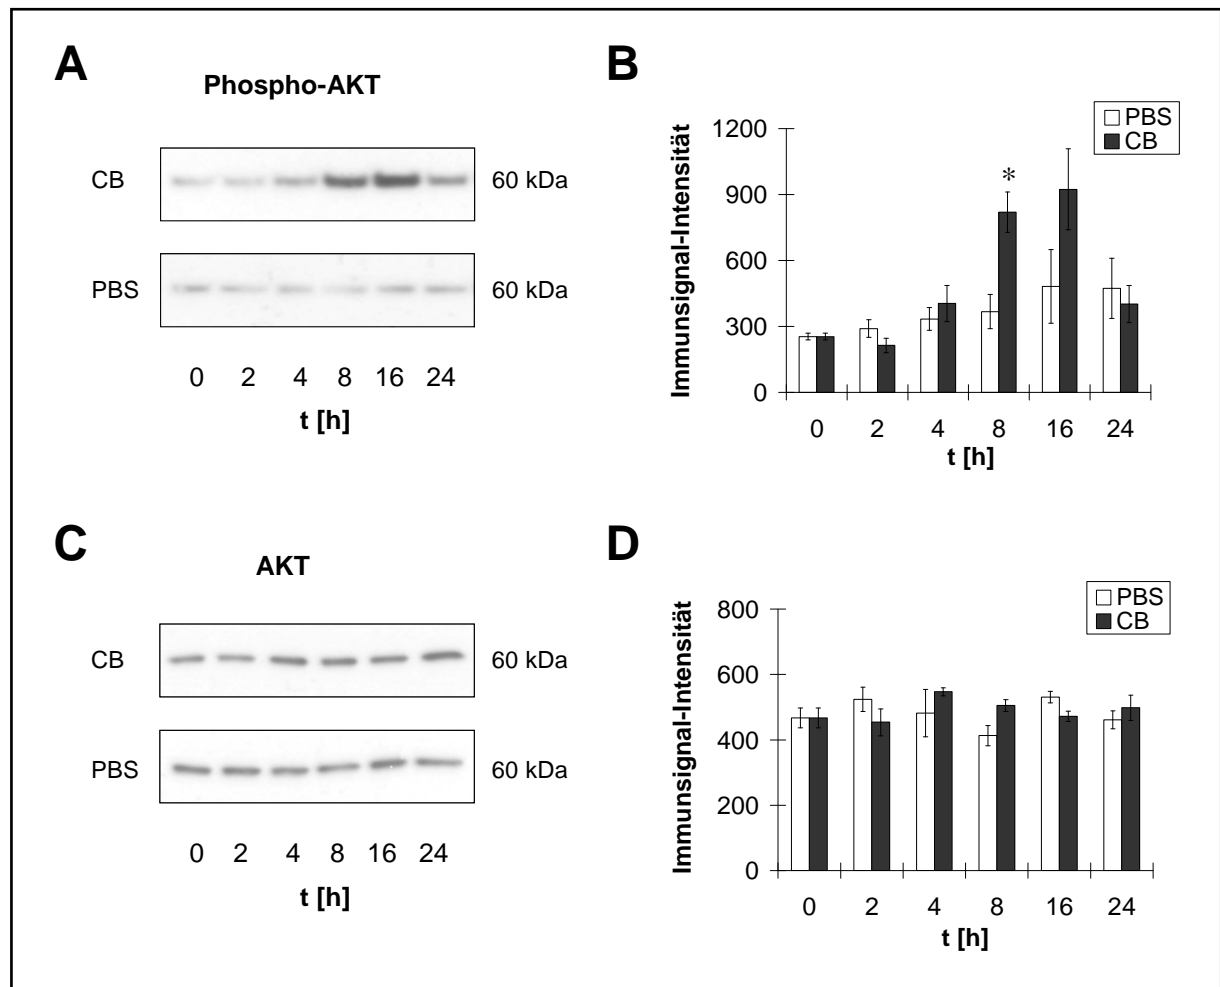 A
Phospho-AKT
CB
60 kDa
PBS
60 kDa
0 2 4 8 16 24
t [h]
B
PBS
CB
Immunsignal-Intensität
1200
900
600
300
0
*
0 2 4 8 16 24
t [h]
C
AKT
CB
60 kDa
PBS
60 kDa
0 2 4 8 16 24
t [h]
D
PBS
CB
Immunsignal-Intensität
800
600
400
200
0
0 2 4 8 16 24
t [h]